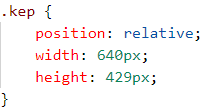 .kep {
    position: relative;
    width: 640px;
    height: 429px;
}